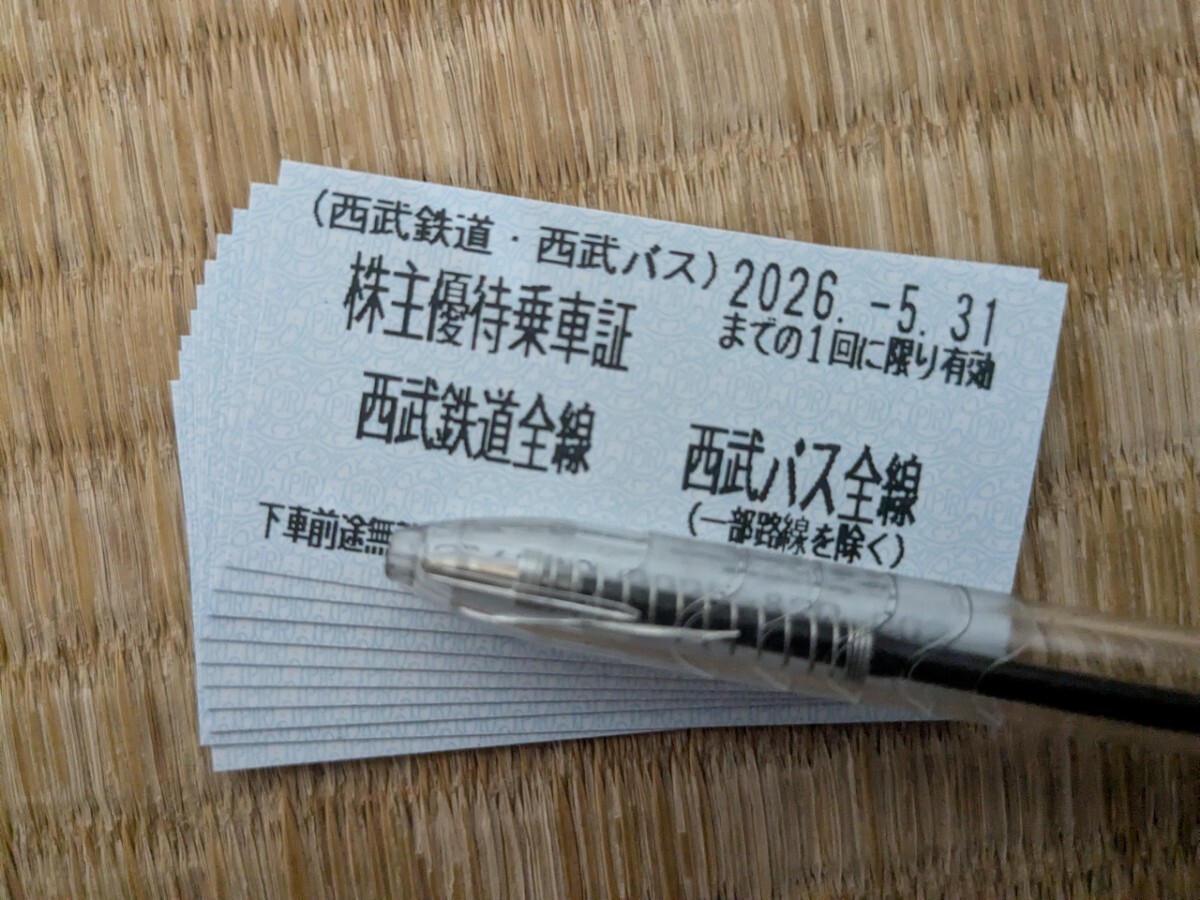 (西武鉄道・西武バス)
株主優待乗車証
2026.-5.31
までの1回に限り有効
西武鉄道全線
西武バス全線
(一部路線を除く)
下車前途無